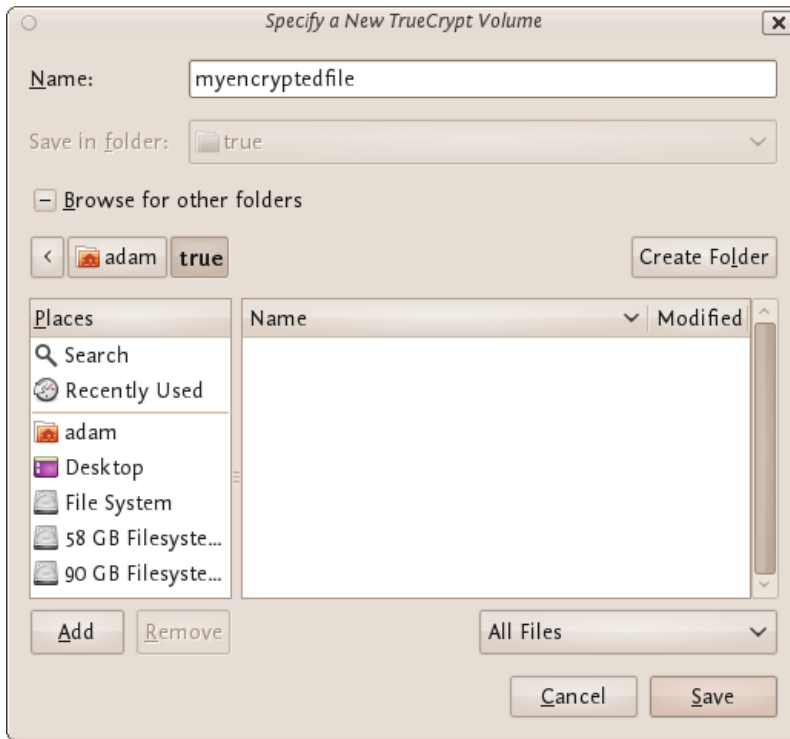 Specify a New TrueCrypt Volume
Name: myencryptedfile
Save in folder: true
Browse for other folders
adam true Create Folder
Places Name Modified
Search
Recently Used
adam
Desktop
File System
58 GB Filesyste...
90 GB Filesyste...
Add Remove All Files
Cancel Save